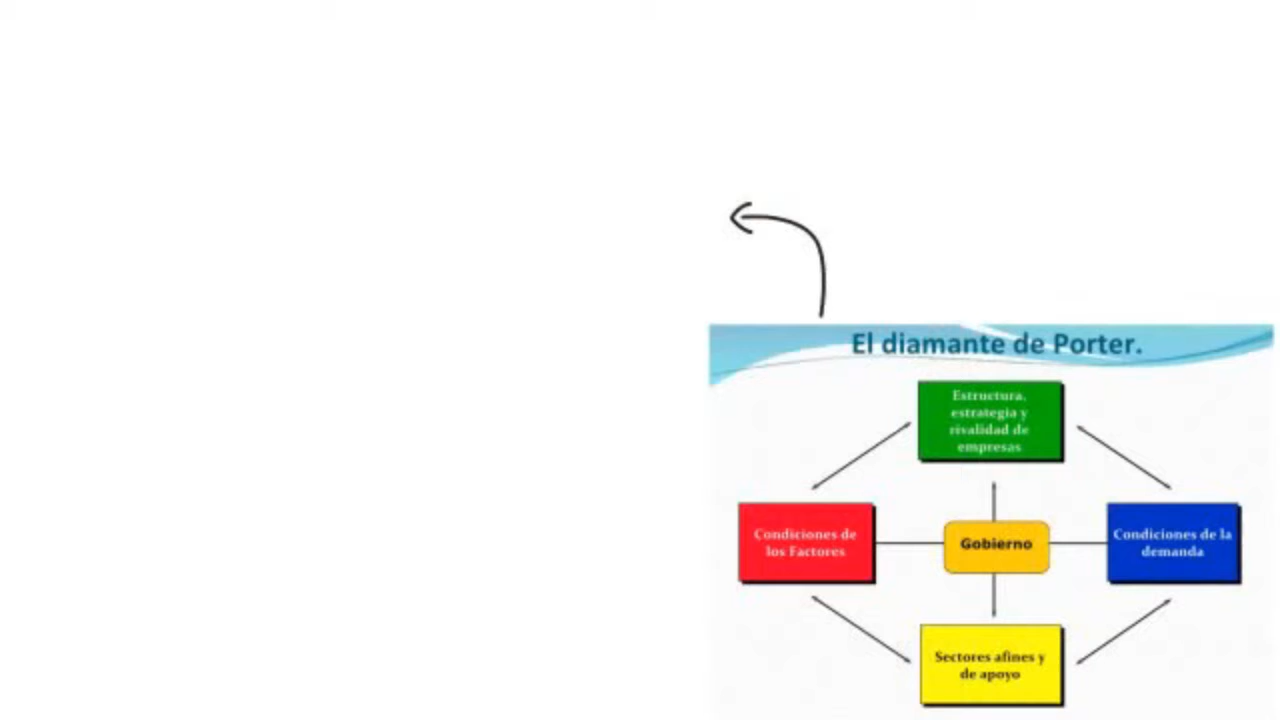 El diamante de Porter.
Estructura,
estrategia y
rivalidad de
empresas
Condiciones de
los Factores
Gobierno
Condiciones de la
demanda
Sectores afines y
de apoyo